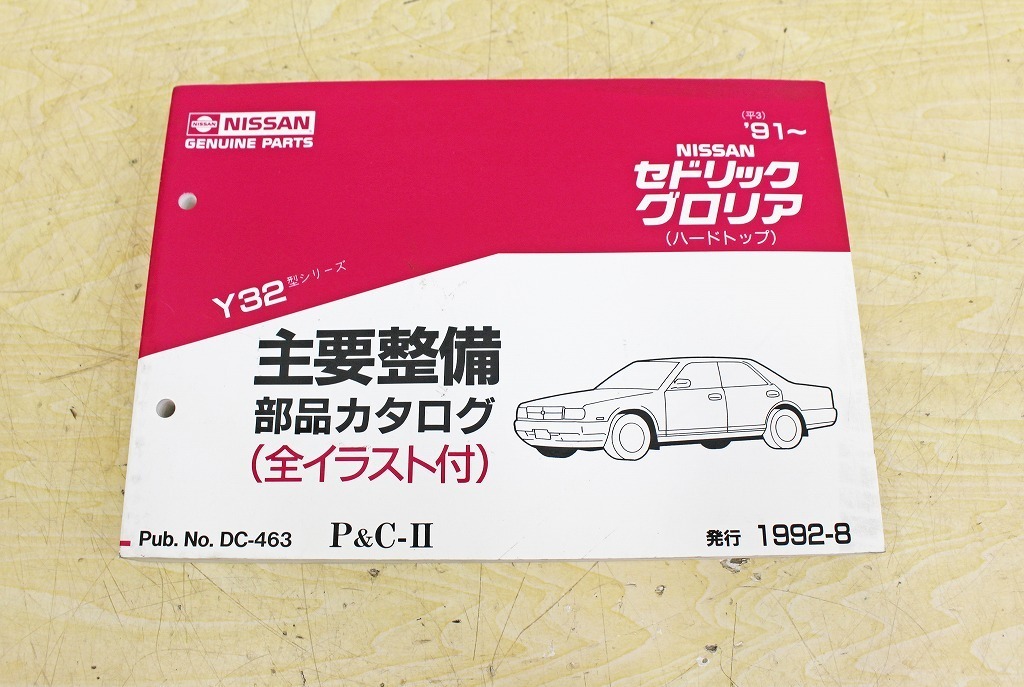 NISSAN
GENUINE PARTS
(平3)
'91~
NISSAN
セドリック
グロリア
(ハードトップ)
Y32型シリーズ
主要整備
部品カタログ
(全イラスト付)
Pub. No. DC-463 P&C-II 発行 1992-8